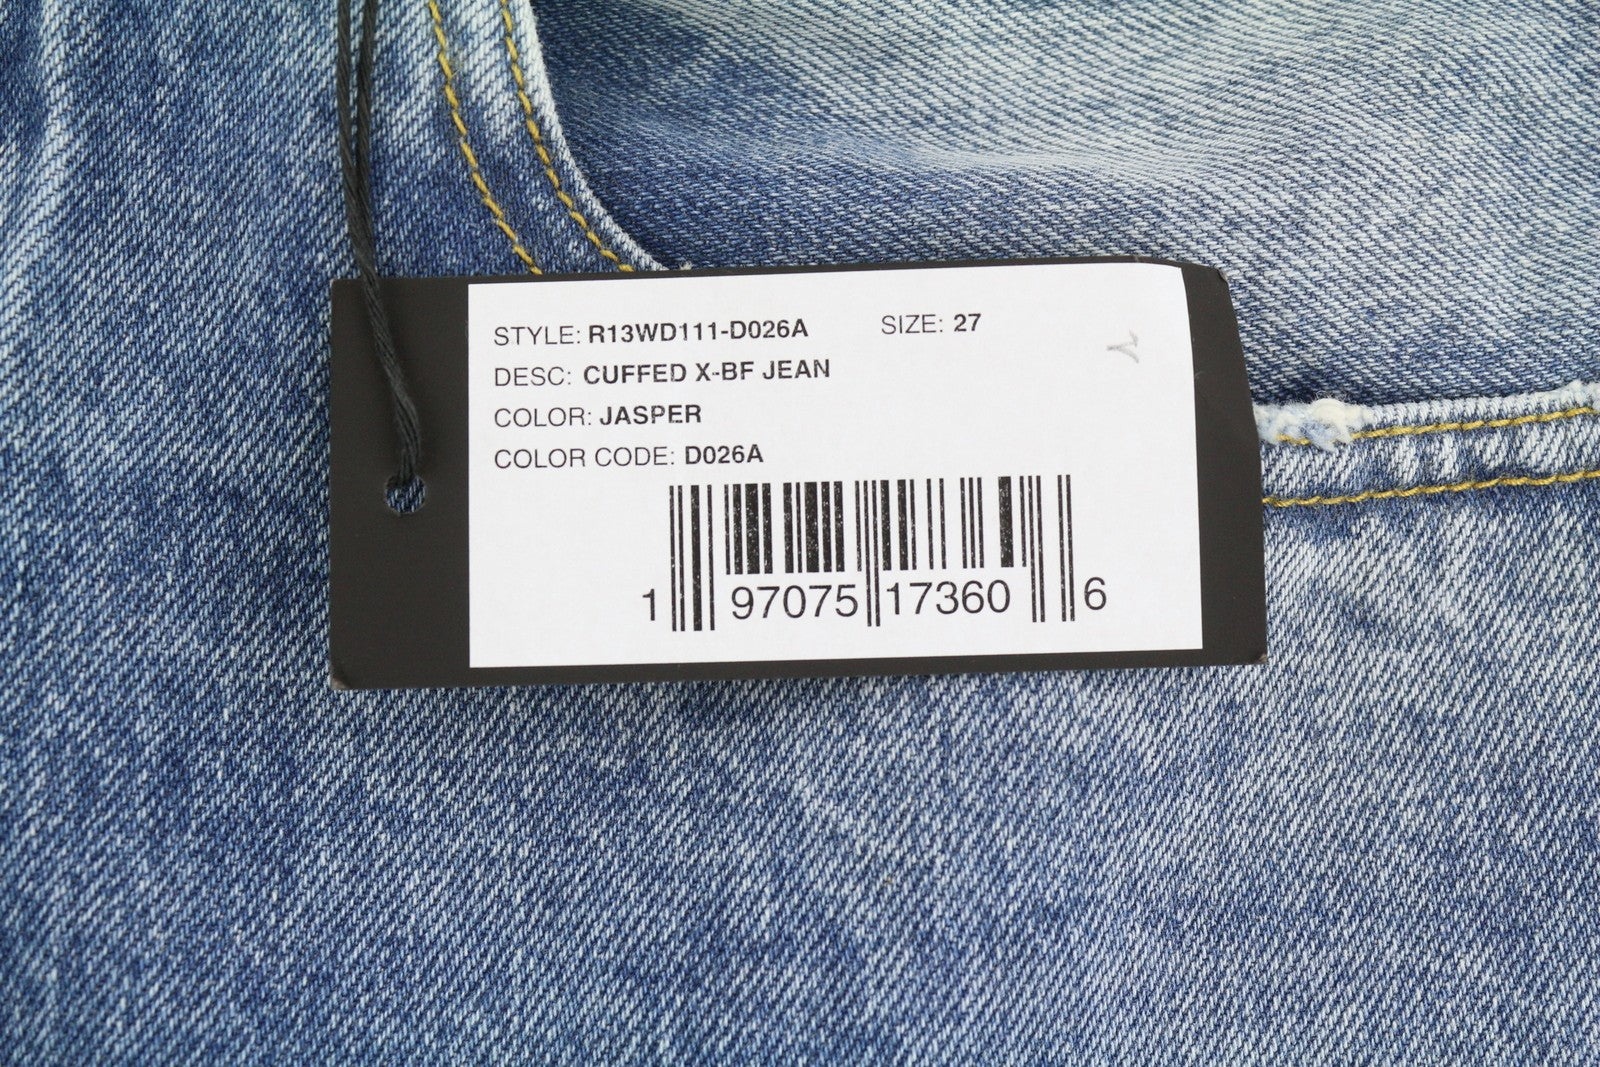 STYLE: R13WD111-D026A SIZE: 27
DESC: CUFFED X-BF JEAN
COLOR: JASPER
COLOR CODE: D026A
1 97075 17360 6